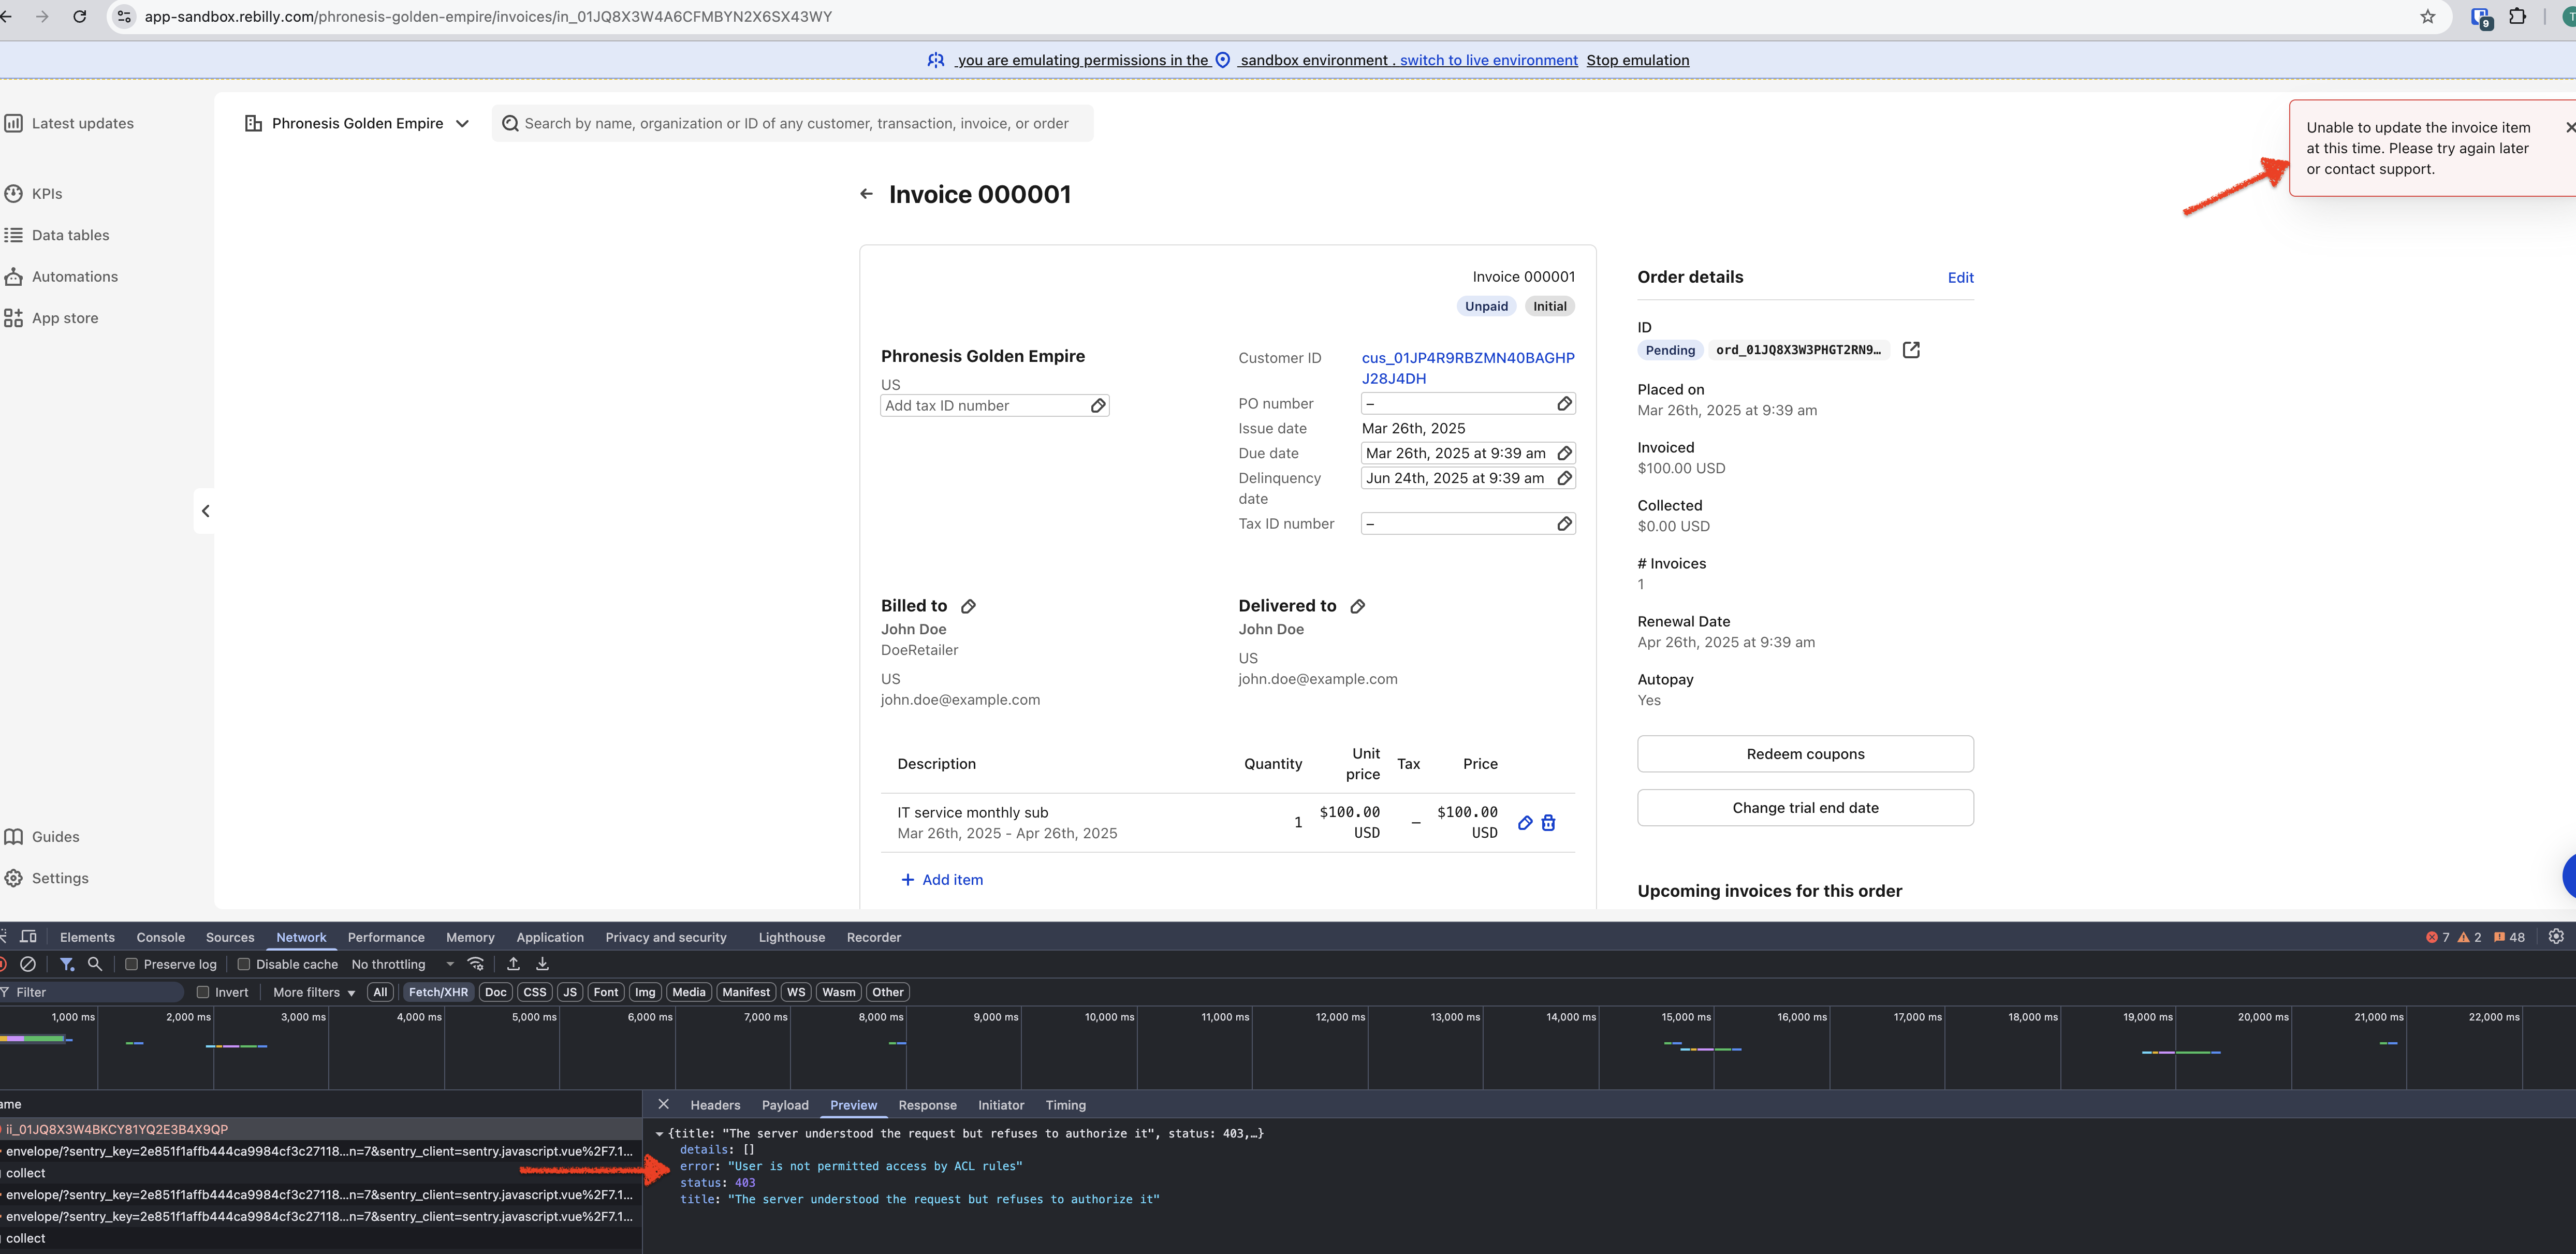 app-sandbox.rebilly.com/phronesis-golden-empire/invoices/in_01JQ8X3W4A6CFMBYN2X6SX43WY
9
T
you are emulating permissions in the sandbox environment . switch to live environment Stop emulation
Latest updates
KPIs
Data tables
Automations
App store
Guides
Settings
Phronesis Golden Empire
Search by name, organization or ID of any customer, transaction, invoice, or order
Unable to update the invoice item
at this time. Please try again later
or contact support.
Invoice 000001
Invoice 000001
Unpaid Initial
Phronesis Golden Empire
US
Add tax ID number
Customer ID cus_01JP4R9RBZMN40BAGHP
J28J4DH
PO number –
Issue date Mar 26th, 2025
Due date Mar 26th, 2025 at 9:39 am
Delinquency Jun 24th, 2025 at 9:39 am
date
Tax ID number –
Billed to
John Doe
DoeRetailer
US
john.doe@example.com
Delivered to
John Doe
US
john.doe@example.com
Description Quantity Unit price Tax Price
IT service monthly sub 1 $100.00 USD – $100.00 USD
Mar 26th, 2025 - Apr 26th, 2025
+ Add item
Order details Edit
ID
Pending ord_01JQ8X3W3PHGT2RN9…
Placed on
Mar 26th, 2025 at 9:39 am
Invoiced
$100.00 USD
Collected
$0.00 USD
# Invoices
1
Renewal Date
Apr 26th, 2025 at 9:39 am
Autopay
Yes
Redeem coupons
Change trial end date
Upcoming invoices for this order
Elements Console Sources Network Performance Memory Application Privacy and security Lighthouse Recorder 7 2 48
Preserve log Disable cache No throttling
Filter Invert More filters All Fetch/XHR Doc CSS JS Font Img Media Manifest WS Wasm Other
1,000 ms 2,000 ms 3,000 ms 4,000 ms 5,000 ms 6,000 ms 7,000 ms 8,000 ms 9,000 ms 10,000 ms 11,000 ms 12,000 ms 13,000 ms 14,000 ms 15,000 ms 16,000 ms 17,000 ms 18,000 ms 19,000 ms 20,000 ms 21,000 ms 22,000 ms
ame
ii_01JQ8X3W4BKCY81YQ2E3B4X9QP
envelope/?sentry_key=2e851f1affb444ca9984cf3c27118...n=7&sentry_client=sentry.javascript.vue%2F7.1...
collect
envelope/?sentry_key=2e851f1affb444ca9984cf3c27118...n=7&sentry_client=sentry.javascript.vue%2F7.1...
envelope/?sentry_key=2e851f1affb444ca9984cf3c27118...n=7&sentry_client=sentry.javascript.vue%2F7.1...
collect
Headers Payload Preview Response Initiator Timing
{title: "The server understood the request but refuses to authorize it", status: 403,…}
details: []
error: "User is not permitted access by ACL rules"
status: 403
title: "The server understood the request but refuses to authorize it"